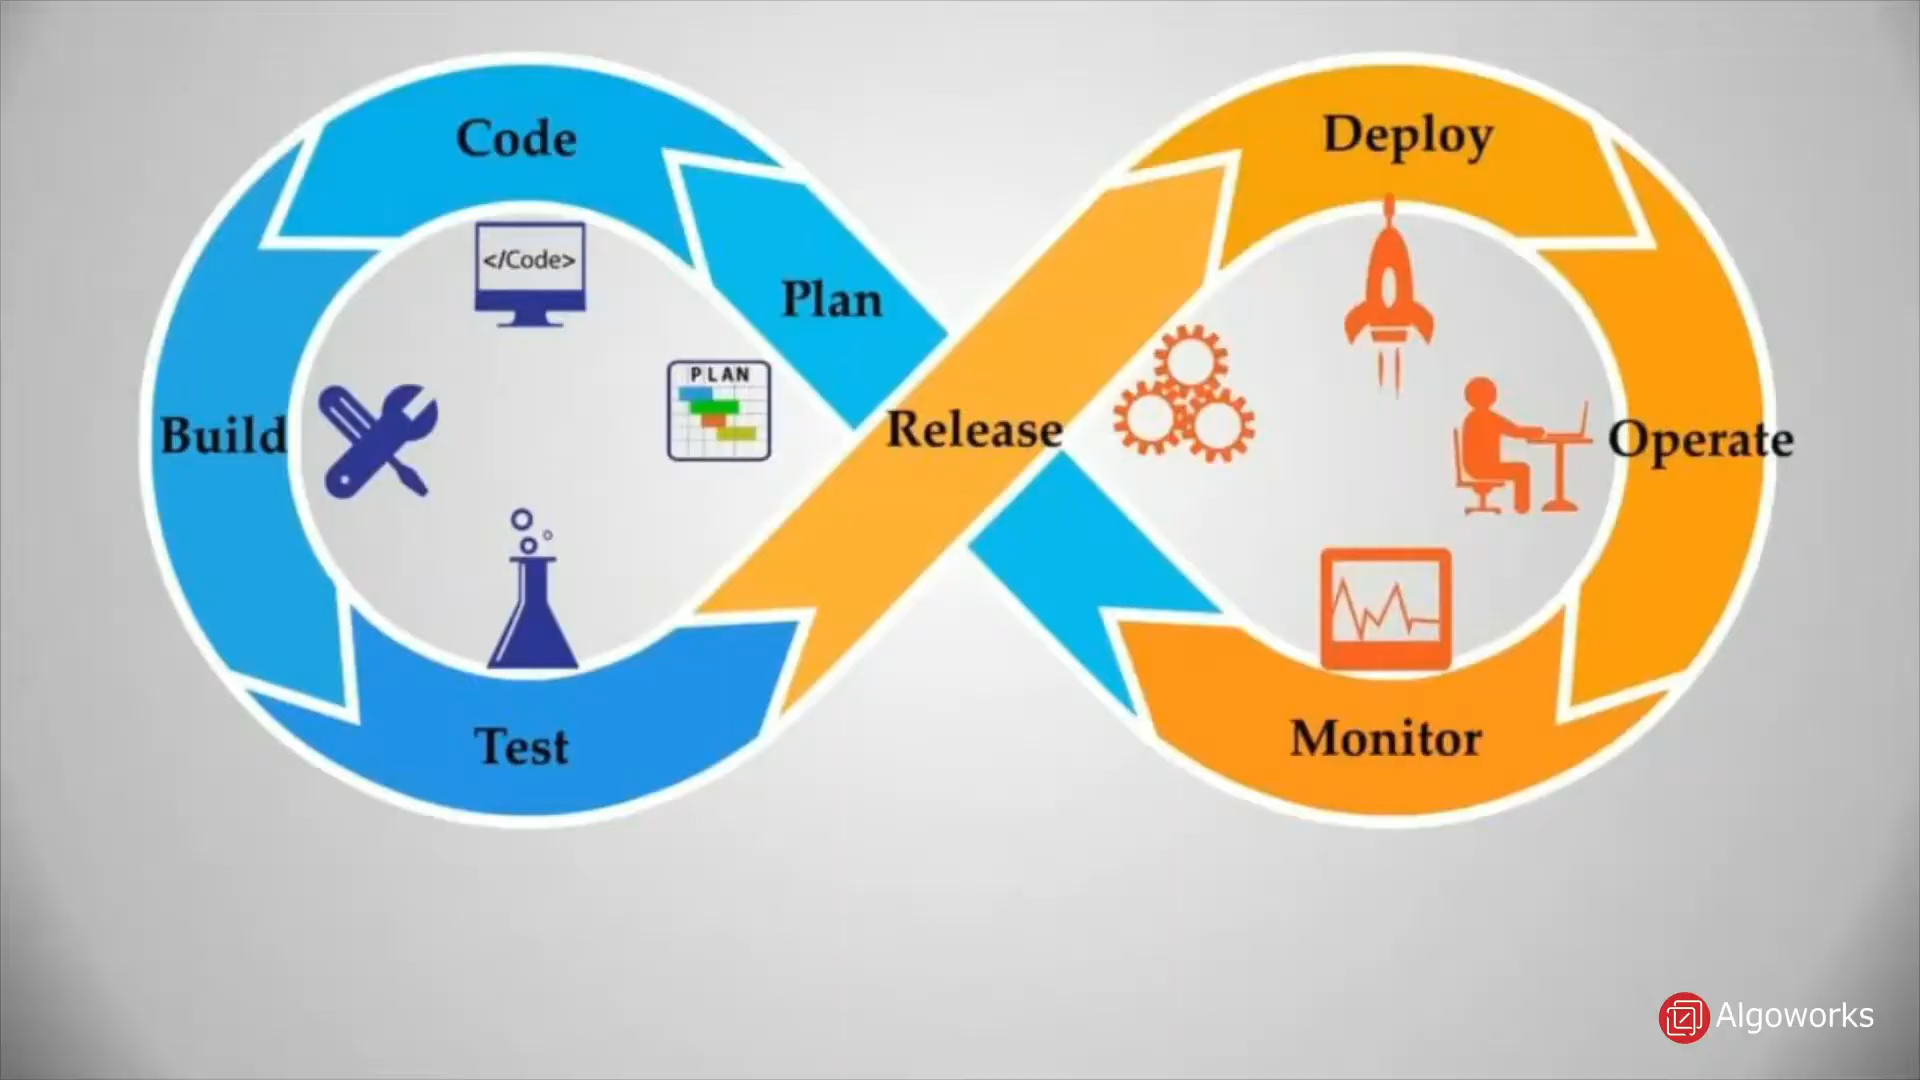 Code
Deploy
</Code>
Plan
PLAN
Build
Release
Operate
Test
Monitor
Algoworks